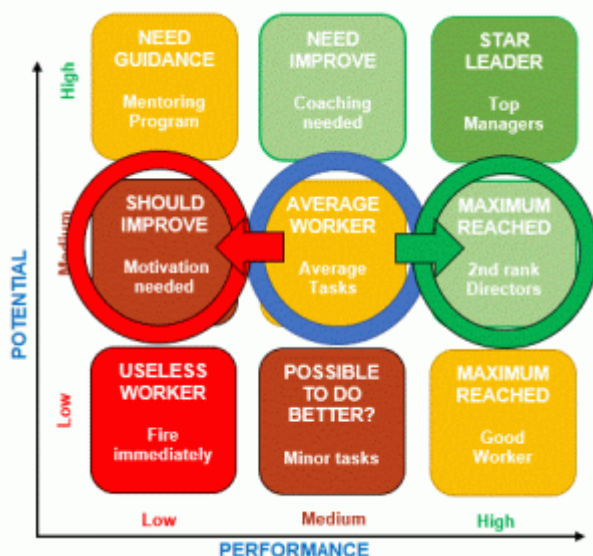 NEED
GUIDANCE
Mentoring
Program
NEED
IMPROVE
Coaching
needed
STAR
LEADER
Top
Managers
High
SHOULD
IMPROVE
Motivation
needed
AVERAGE
WORKER
Average
Tasks
MAXIMUM
REACHED
2nd rank
Directors
Medium
POTENTIAL
USELESS
WORKER
Fire
immediately
POSSIBLE
TO DO
BETTER?
Minor tasks
MAXIMUM
REACHED
Good
Worker
Low
Low
Medium
High
PERFORMANCE